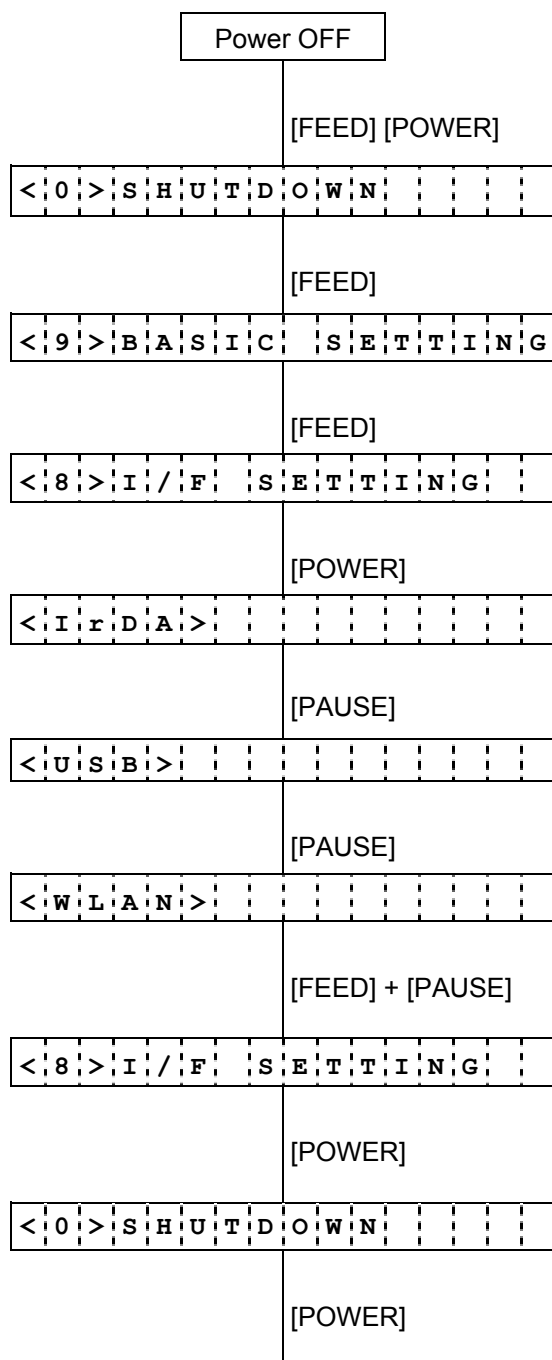 Power OFF
[FEED] [POWER]
<0>SHUTDOWN
[FEED]
<9>BASIC SETTING
[FEED]
<8>I/F SETTING
[POWER]
<IrDA>
[PAUSE]
<USB>
[PAUSE]
<WLAN>
[FEED] + [PAUSE]
<8>I/F SETTING
[POWER]
<0>SHUTDOWN
[POWER]